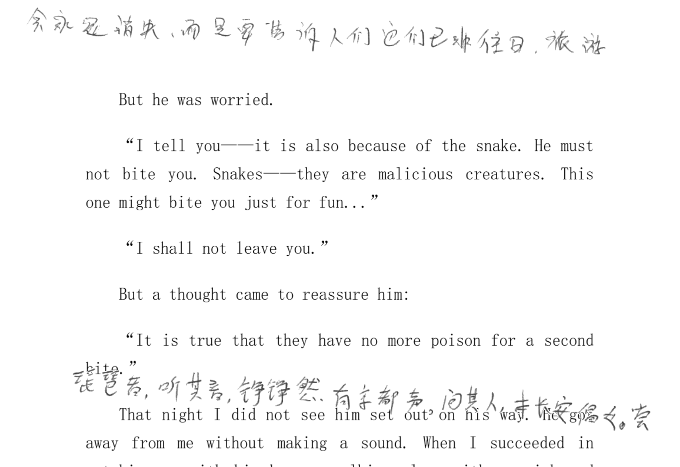 会永远消失,而是要告诉人们它们已非往日.旅游
But he was worried.
“I tell you——it is also because of the snake. He must
not bite you. Snakes——they are malicious creatures. This
one might bite you just for fun...”
“I shall not leave you.”
But a thought came to reassure him:
“It is true that they have no more poison for a second
bite.”
琵琶音,听其音,铮铮然有京都声,问其人,本长安倡女。尝
That night I did not see him set out on his way. He got
away from me without making a sound. When I succeeded in